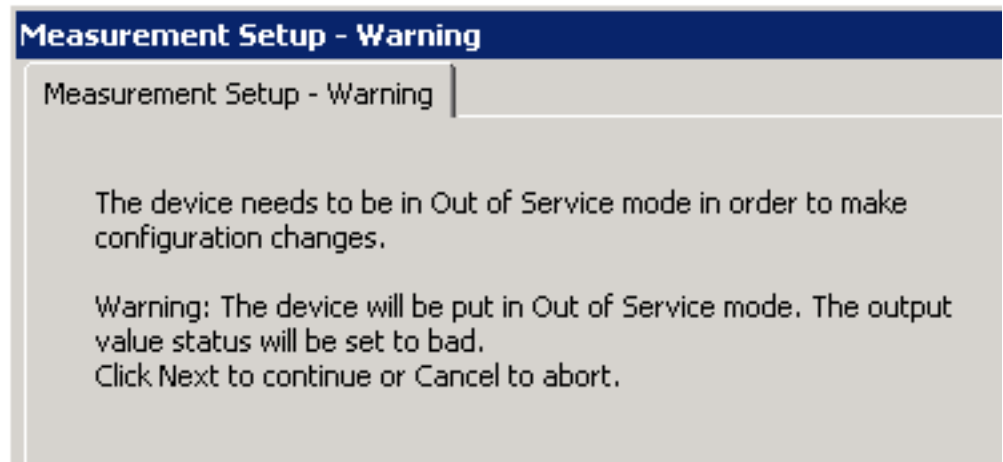 Measurement Setup - Warning
Measurement Setup - Warning
The device needs to be in Out of Service mode in order to make
configuration changes.
Warning: The device will be put in Out of Service mode. The output
value status will be set to bad.
Click Next to continue or Cancel to abort.